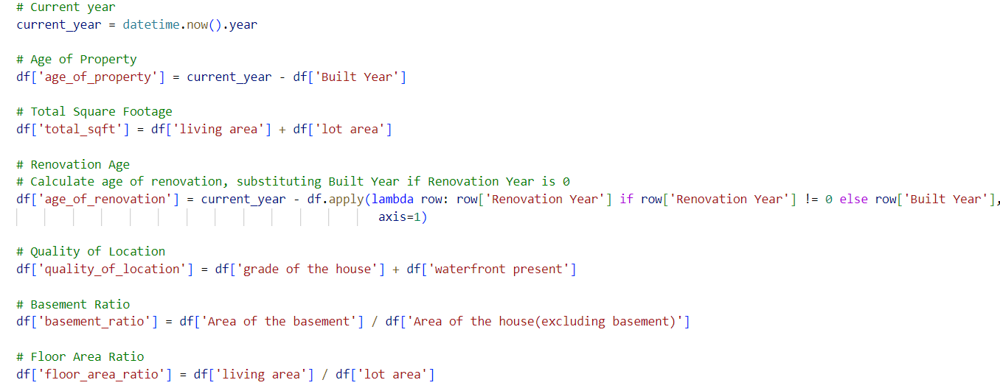 # Current year
current_year = datetime.now().year
# Age of Property
df['age_of_property'] = current_year - df['Built Year']
# Total Square Footage
df['total_sqft'] = df['living area'] + df['lot area']
# Renovation Age
# Calculate age of renovation, substituting Built Year if Renovation Year is 0
df['age_of_renovation'] = current_year - df.apply(lambda row: row['Renovation Year'] if row['Renovation Year'] != 0 else row['Built Year'],
axis=1)
# Quality of Location
df['quality_of_location'] = df['grade of the house'] + df['waterfront present']
# Basement Ratio
df['basement_ratio'] = df['Area of the basement'] / df['Area of the house(excluding basement)']
# Floor Area Ratio
df['floor_area_ratio'] = df['living area'] / df['lot area']